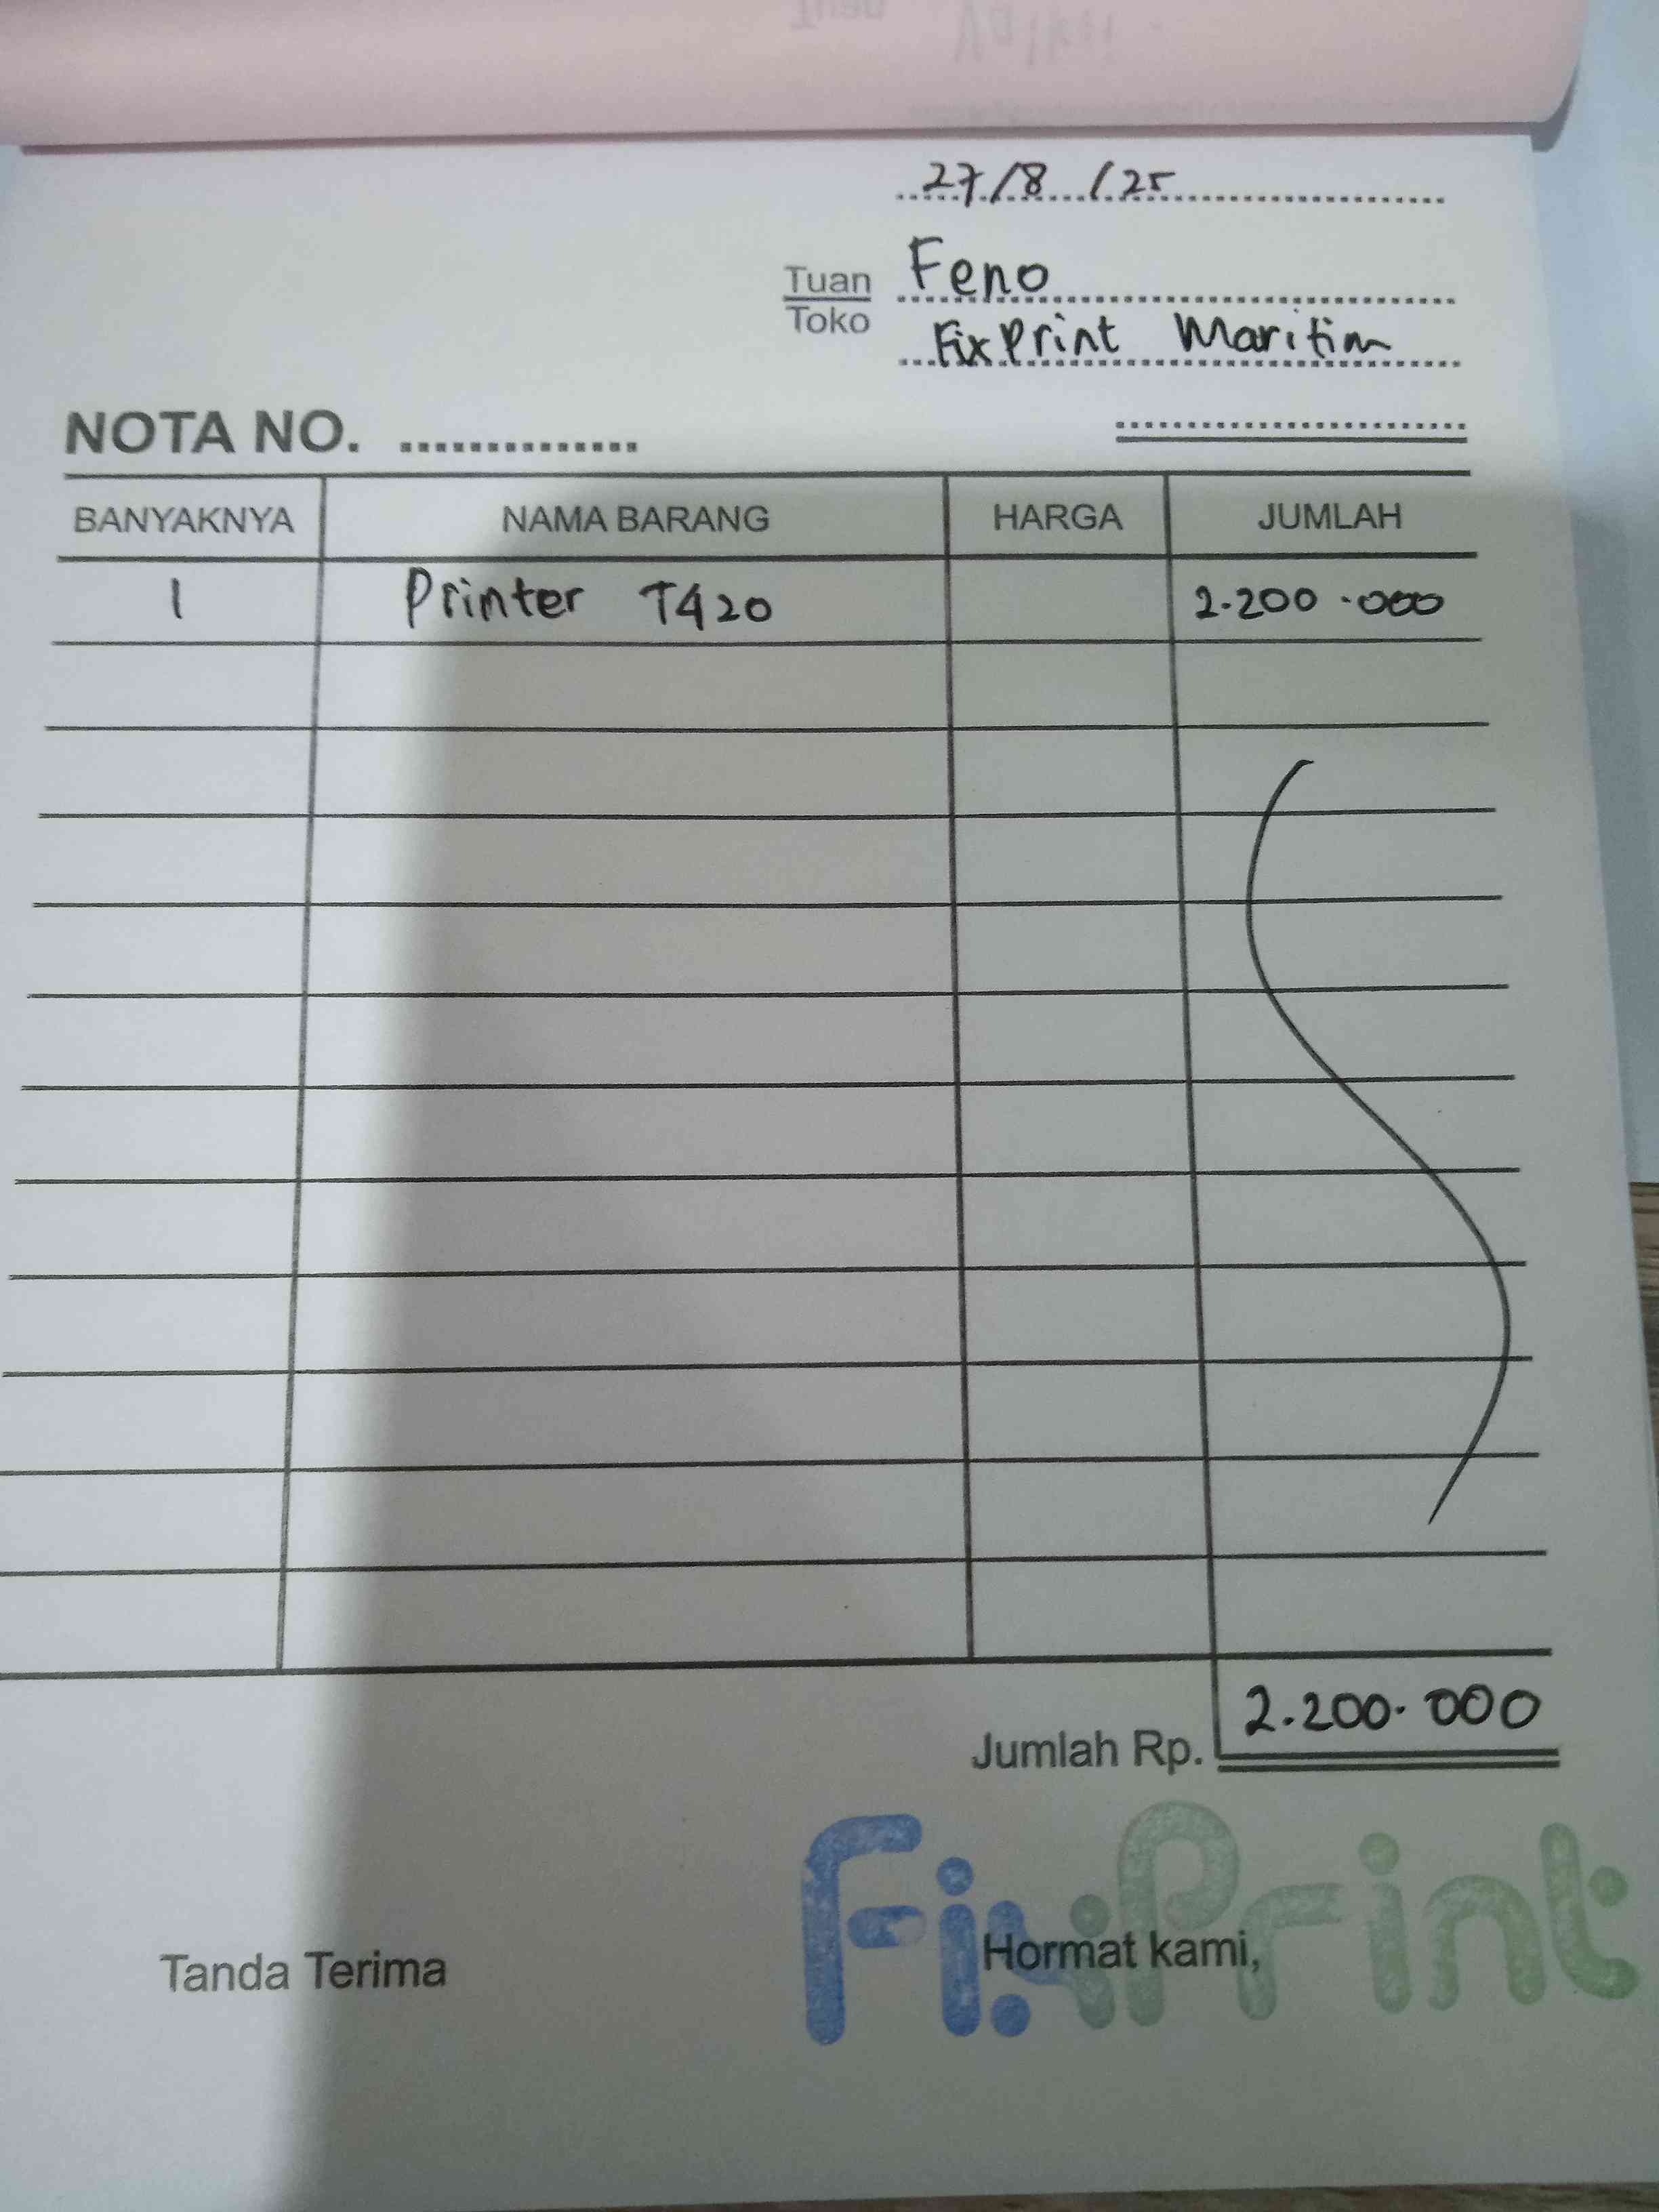 27/8/25
Tuan
Toko
Feno
FixPrint Maritim
NOTA NO. ..............
BANYAKNYA NAMA BARANG HARGA JUMLAH
1 Printer T420 2.200.000
Jumlah Rp. 2.200.000
Tanda Terima Hormat kami,
FixPrint